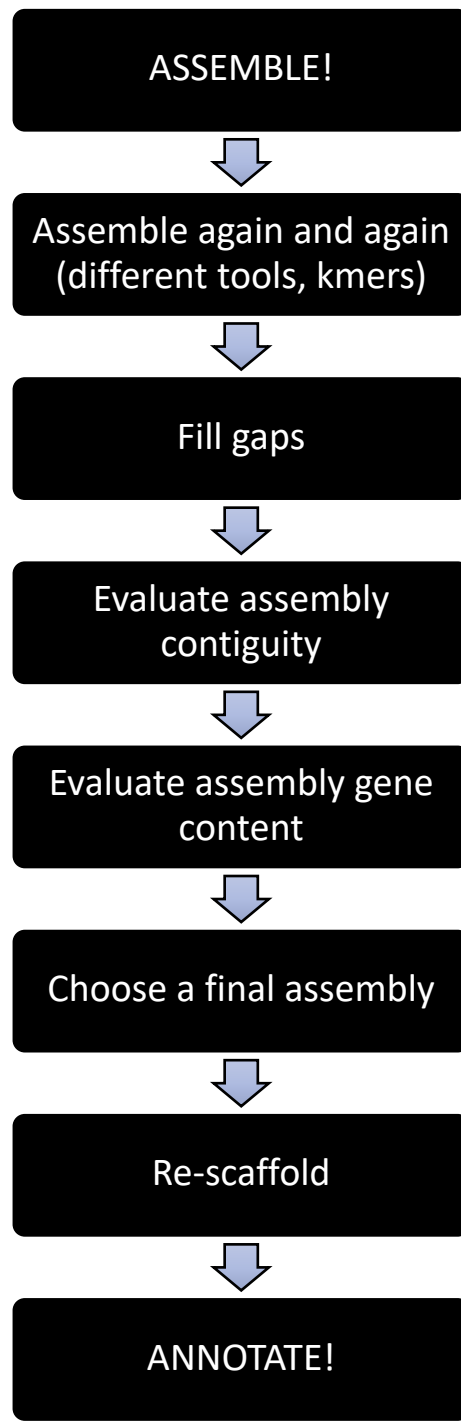 ASSEMBLE!
Assemble again and again
(different tools, kmers)
Fill gaps
Evaluate assembly
contiguity
Evaluate assembly gene
content
Choose a final assembly
Re-scaffold
ANNOTATE!